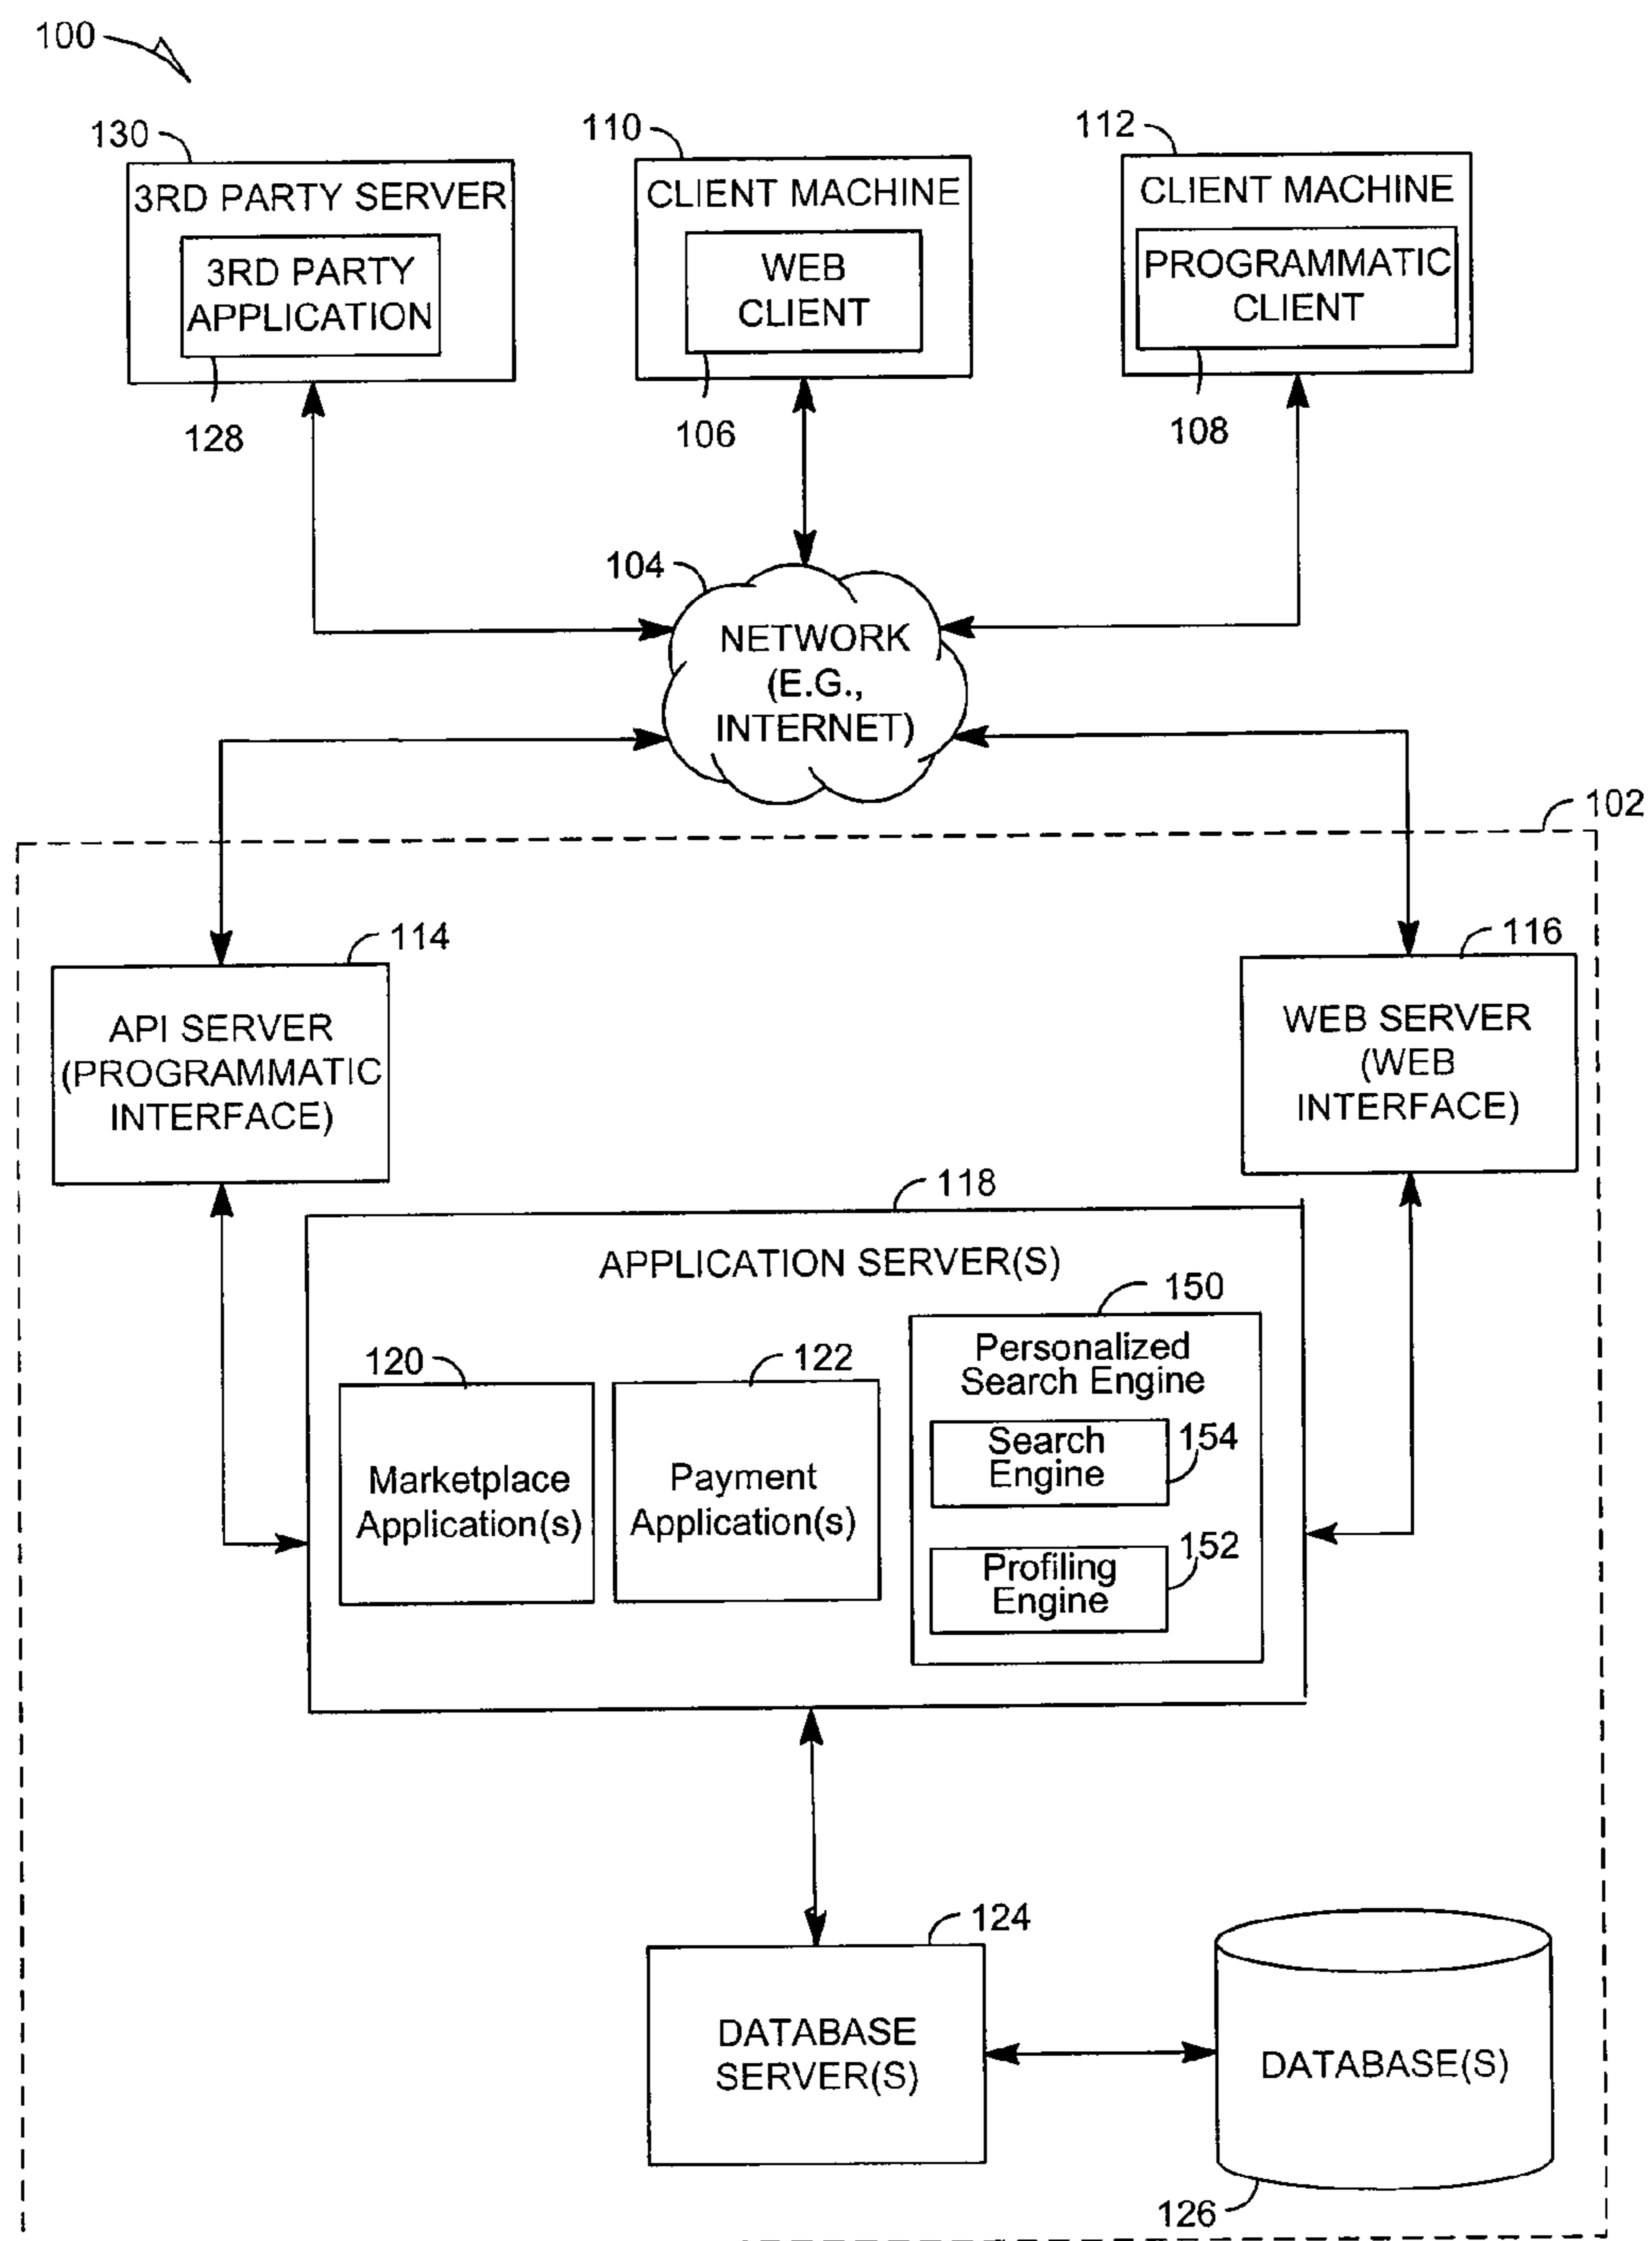 100
130
110
112
3RD PARTY SERVER
CLIENT MACHINE
CLIENT MACHINE
3RD PARTY
APPLICATION
WEB
CLIENT
PROGRAMMATIC
CLIENT
128
106
108
104
NETWORK
(E.G.,
INTERNET)
102
114
116
API SERVER
(PROGRAMMATIC
INTERFACE)
WEB SERVER
(WEB
INTERFACE)
118
APPLICATION SERVER(S)
120
122
150
Marketplace
Application(s)
Payment
Application(s)
Personalized
Search Engine
Search
Engine
154
Profiling
Engine
152
124
DATABASE
SERVER(S)
DATABASE(S)
126